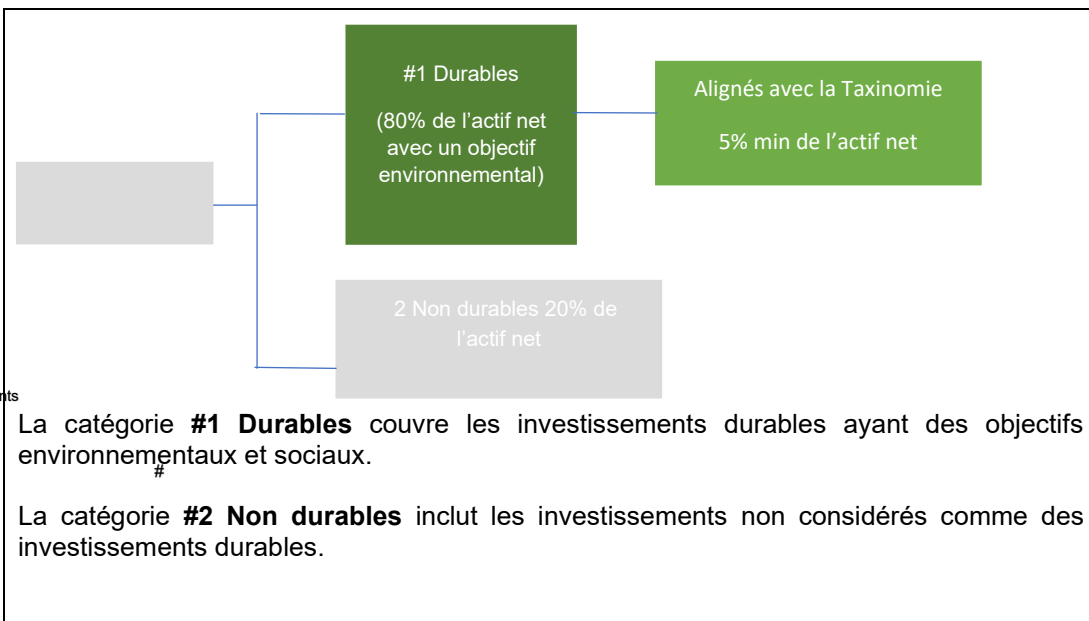 #1 Durables
(80% de l’actif net
avec un objectif
environnemental)
Alignés avec la Taxinomie
5% min de l’actif net
2 Non durables 20% de
l’actif net
nts
La catégorie #1 Durables couvre les investissements durables ayant des objectifs
environnementaux et sociaux.
#
La catégorie #2 Non durables inclut les investissements non considérés comme des
investissements durables.